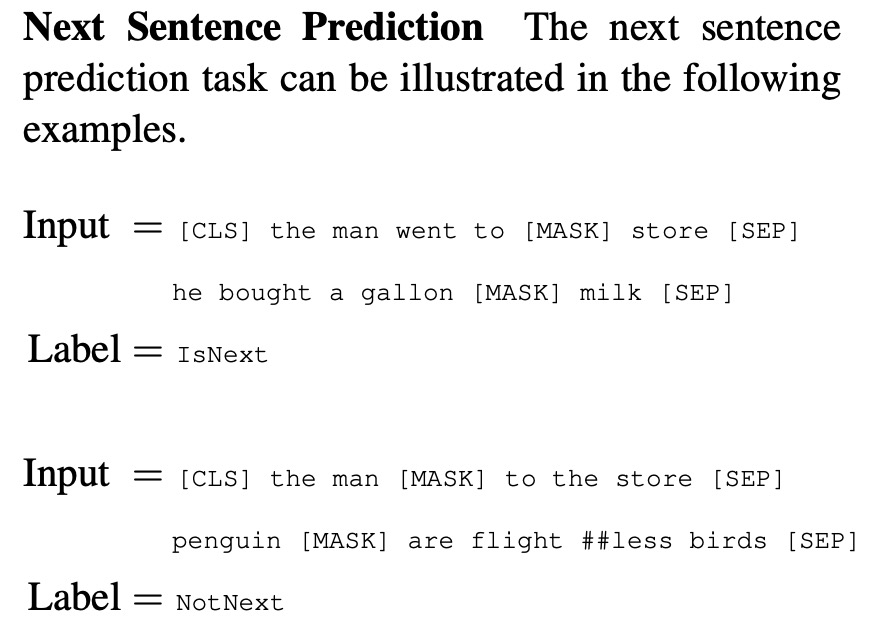 Next Sentence Prediction The next sentence
prediction task can be illustrated in the following
examples.
Input = [CLS] the man went to [MASK] store [SEP]
he bought a gallon [MASK] milk [SEP]
Label = IsNext
Input = [CLS] the man [MASK] to the store [SEP]
penguin [MASK] are flight ##less birds [SEP]
Label = NotNext